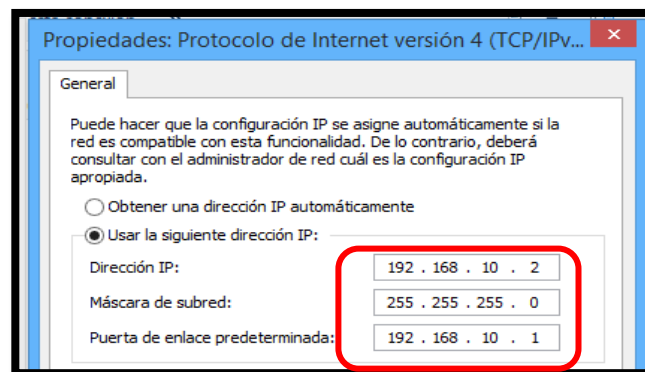 Propiedades: Protocolo de Internet versión 4 (TCP/IPv...
General
Puede hacer que la configuración IP se asigne automáticamente si la
red es compatible con esta funcionalidad. De lo contrario, deberá
consultar con el administrador de red cuál es la configuración IP
apropiada.
Obtener una dirección IP automáticamente
Usar la siguiente dirección IP:
Dirección IP: 192 . 168 . 10 . 2
Máscara de subred: 255 . 255 . 255 . 0
Puerta de enlace predeterminada: 192 . 168 . 10 . 1